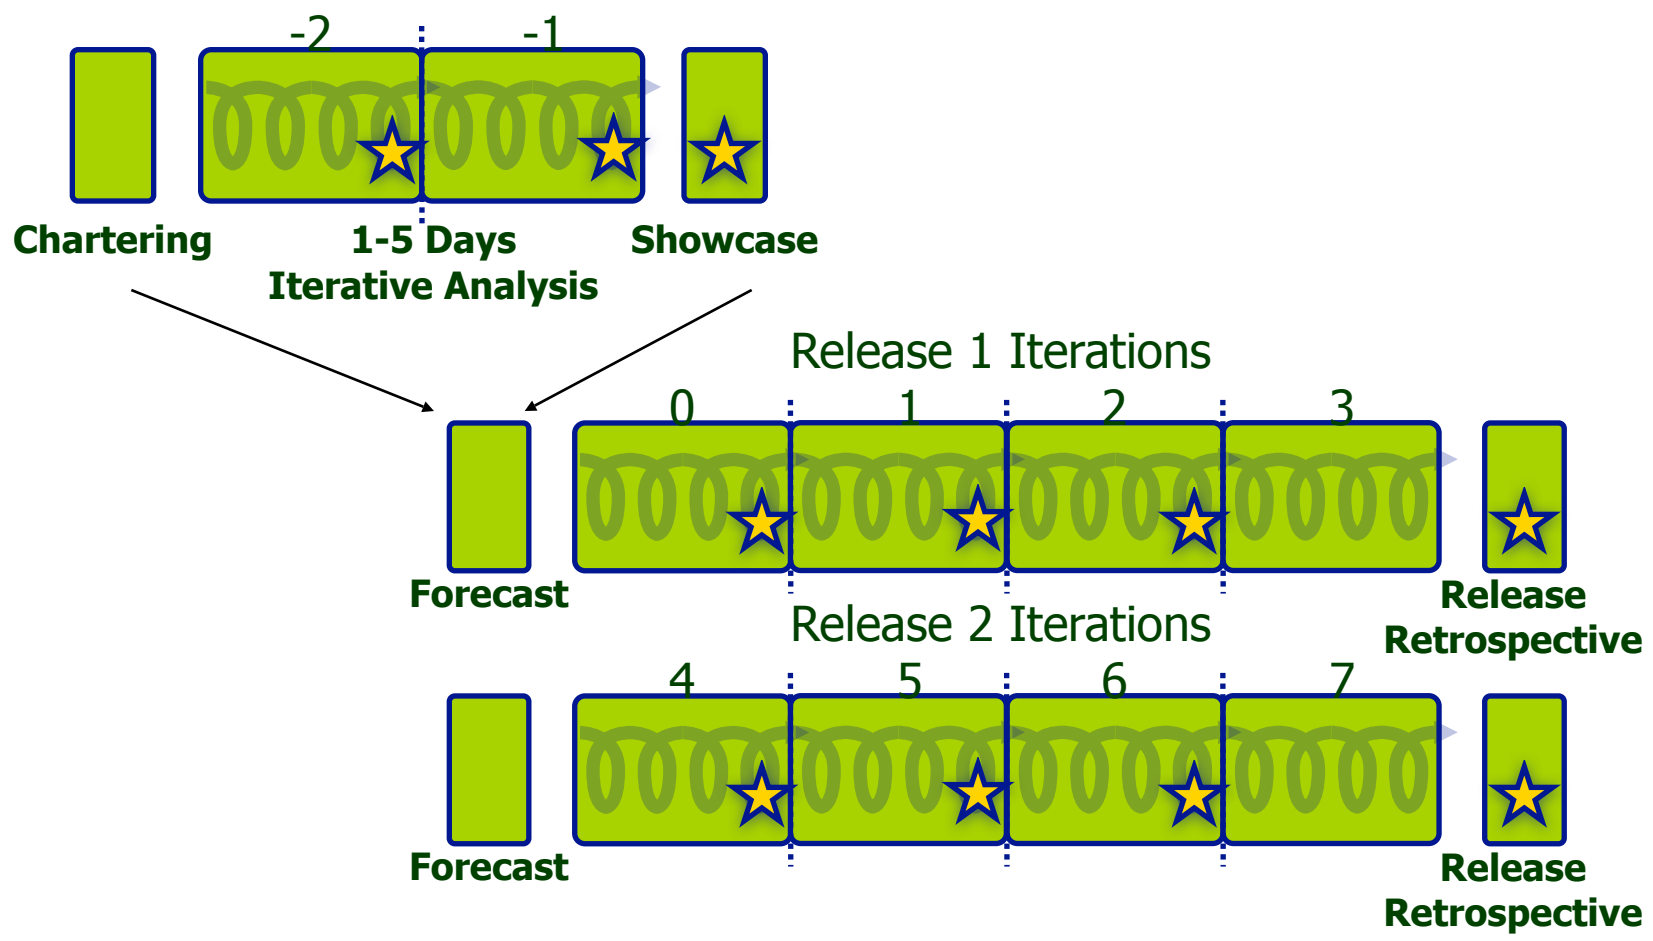 -2
-1
Chartering
1-5 Days
Iterative Analysis
Showcase
Release 1 Iterations
0
1
2
3
Forecast
Release
Retrospective
Release 2 Iterations
4
5
6
7
Forecast
Release
Retrospective